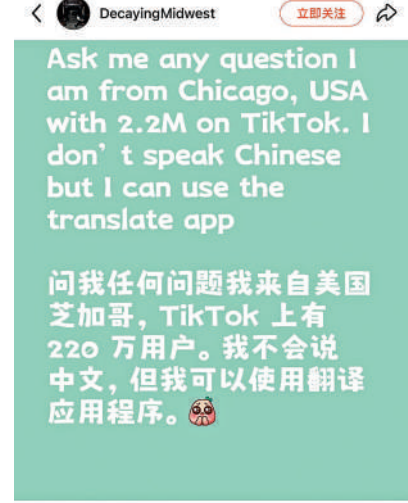 DecayingMidwest
立即关注
Ask me any question I
am from Chicago, USA
with 2.2M on TikTok. I
don't speak Chinese
but I can use the
translate app
问我任何问题我来自美国
芝加哥，TikTok 上有
220 万用户。我不会说
中文，但我可以使用翻译
应用程序。